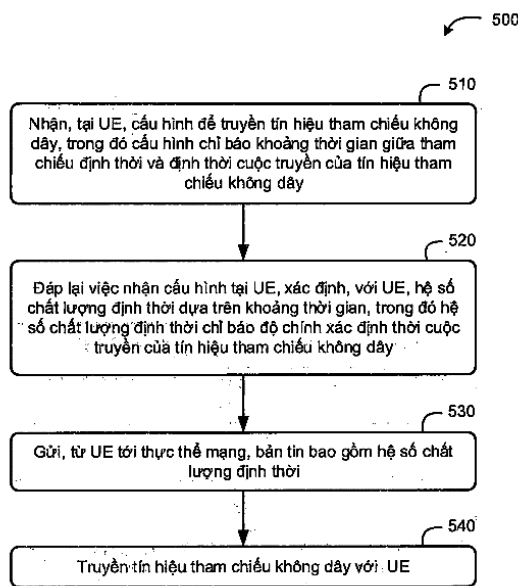 500
510
Nhận, tại UE, cấu hình để truyền tín hiệu tham chiếu không
dây, trong đó cấu hình chỉ báo khoảng thời gian giữa tham
chiếu định thời và định thời cuộc truyền của tín hiệu tham
chiếu không dây
520
Đáp lại việc nhận cấu hình tại UE, xác định, với UE, hệ số
chất lượng định thời dựa trên khoảng thời gian, trong đó hệ
số chất lượng định thời chỉ báo độ chính xác định thời cuộc
truyền của tín hiệu tham chiếu không dây
530
Gửi, từ UE tới thực thể mạng, bản tin bao gồm hệ số chất
lượng định thời
540
Truyền tín hiệu tham chiếu không dây với UE